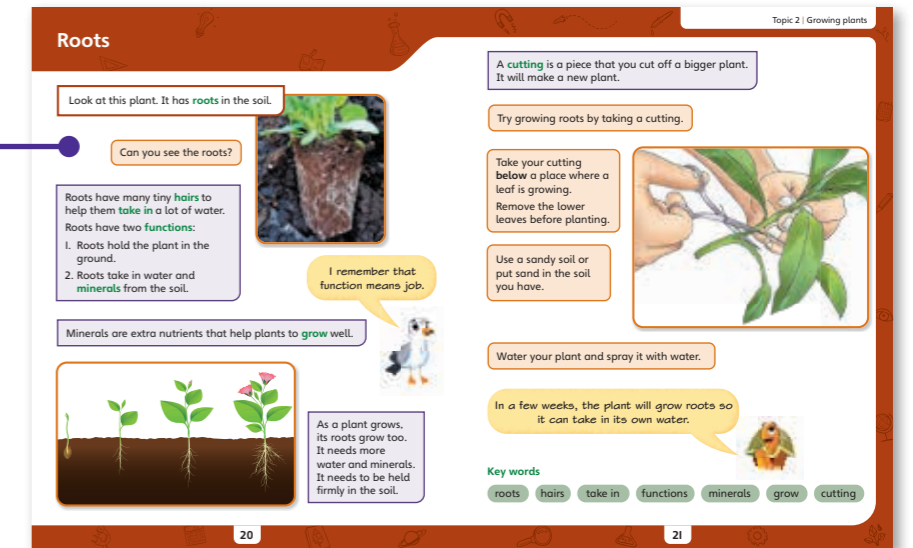 Roots
Look at this plant. It has roots in the soil.
Can you see the roots?
Roots have many tiny hairs to
help them take in a lot of water.
Roots have two functions:
1. Roots hold the plant in the
ground.
2. Roots take in water and
minerals from the soil.
I remember that
function means job.
Minerals are extra nutrients that help plants to grow well.
As a plant grows,
its roots grow too.
It needs more
water and minerals.
It needs to be held
firmly in the soil.
20
Topic 2 | Growing plants
A cutting is a piece that you cut off a bigger plant.
It will make a new plant.
Try growing roots by taking a cutting.
Take your cutting
below a place where a
leaf is growing.
Remove the lower
leaves before planting.
Use a sandy soil or
put sand in the soil
you have.
Water your plant and spray it with water.
In a few weeks, the plant will grow roots so
it can take in its own water.
Key words
roots hairs take in functions minerals grow cutting
21